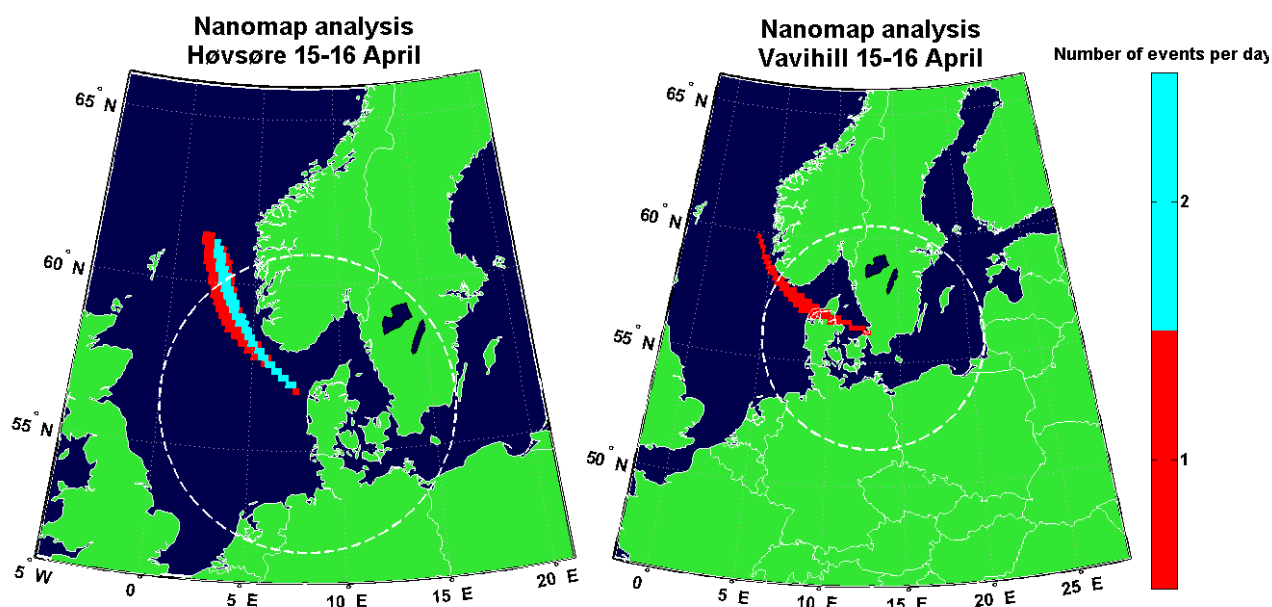 Nanomap analysis
Høvsøre 15-16 April
65° N
60° N
55° N
5° W
0°
5° E
10° E
15° E
20° E
Nanomap analysis
Vavihill 15-16 April
65° N
60° N
55° N
50° N
0°
5° E
10° E
15° E
20° E
25° E
Number of events per day
2
1